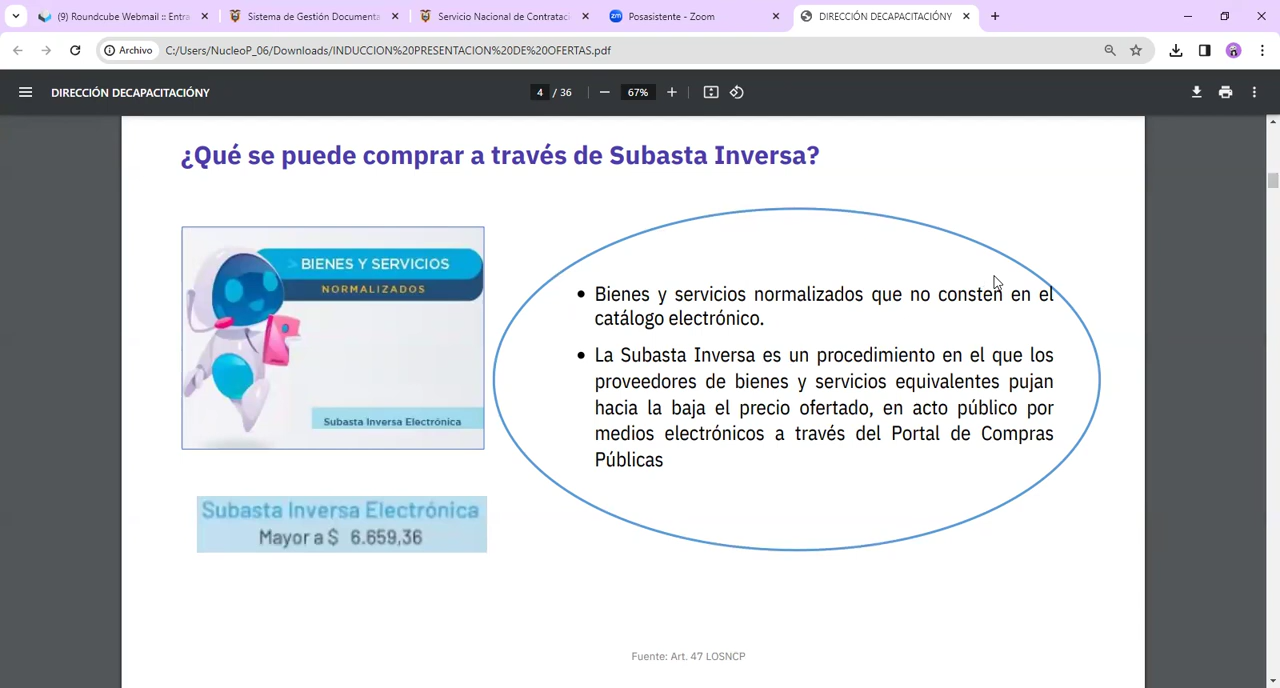 (9) Roundcube Webmail :: Entra
Sistema de Gestión Documenta
Servicio Nacional de Contrataci
zm Posasistente - Zoom
DIRECCIÓN DECAPACITACIÓNY
Archivo C:/Users/NucleoP_06/Downloads/INDUCCION%20PRESENTACION%20DE%20OFERTAS.pdf
DIRECCIÓN DECAPACITACIÓNY
4 / 36
67%
¿Qué se puede comprar a través de Subasta Inversa?
> BIENES Y SERVICIOS
NORMALIZADOS
Subasta Inversa Electrónica
Subasta Inversa Electrónica
Mayor a $ 6.659,36
• Bienes y servicios normalizados que no consten en el
catálogo electrónico.
• La Subasta Inversa es un procedimiento en el que los
proveedores de bienes y servicios equivalentes pujan
hacia la baja el precio ofertado, en acto público por
medios electrónicos a través del Portal de Compras
Públicas
Fuente: Art. 47 LOSNCP